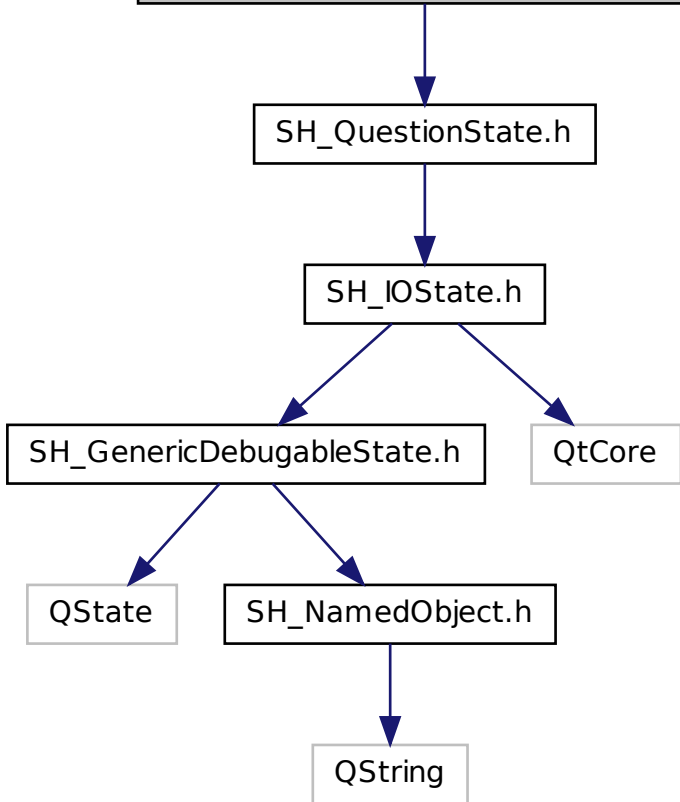 SH_QuestionState.h
SH_IOState.h
SH_GenericDebugableState.h
QtCore
QState
SH_NamedObject.h
QString